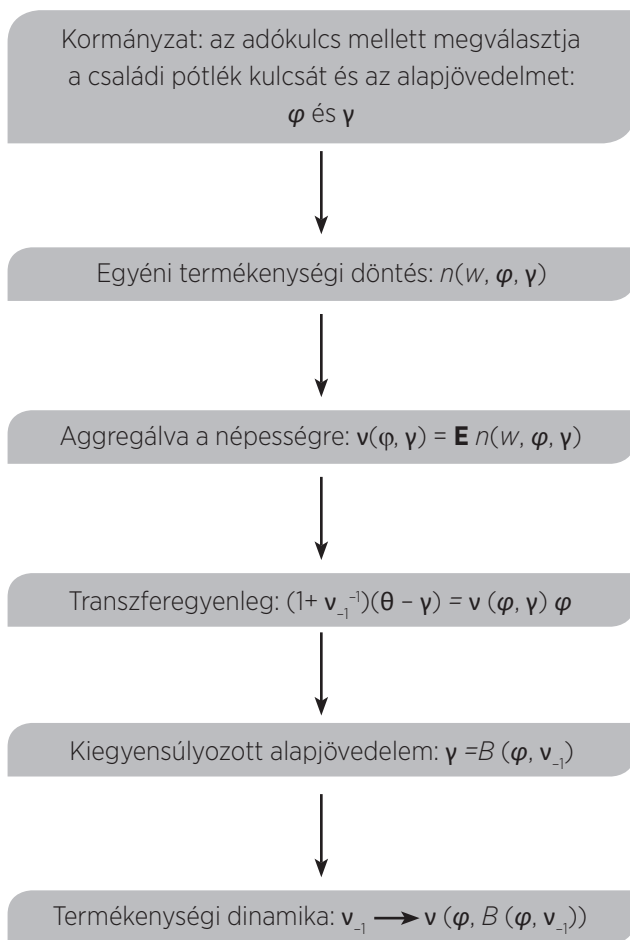 Kormányzat: az adókulcs mellett megválasztja
a családi pótlék kulcsát és az alapjövedelmet:
φ és γ
Egyéni termékenységi döntés: n(w, φ, γ)
Aggregálva a népességre: ν(φ, γ) = E n(w, φ, γ)
Transzferegyenleg: (1+ ν₋₁⁻¹)(θ – γ) = ν (φ, γ) φ
Kiegyensúlyozott alapjövedelem: γ =B (φ, ν₋₁)
Termékenységi dinamika: ν₋₁ ⟶ ν (φ, B (φ, ν₋₁))